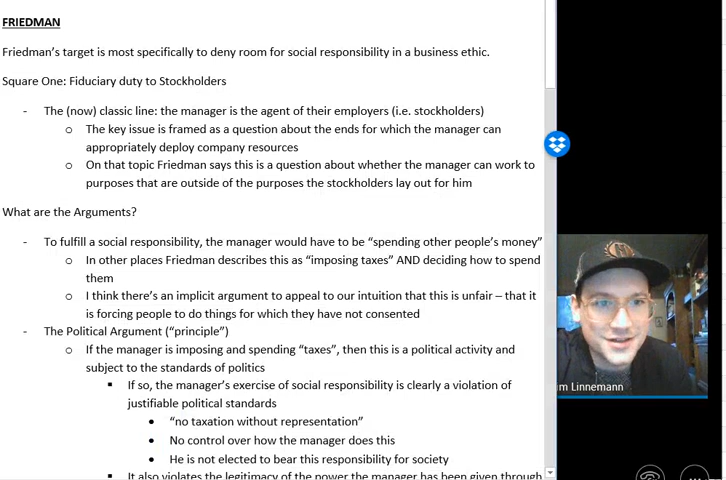 FRIEDMAN
Friedman’s target is most specifically to deny room for social responsibility in a business ethic.
Square One: Fiduciary duty to Stockholders
- The (now) classic line: the manager is the agent of their employers (i.e. stockholders)
o The key issue is framed as a question about the ends for which the manager can
appropriately deploy company resources
o On that topic Friedman says this is a question about whether the manager can work to
purposes that are outside of the purposes the stockholders lay out for him
What are the Arguments?
- To fulfill a social responsibility, the manager would have to be “spending other people’s money”
o In other places Friedman describes this as “imposing taxes” AND deciding how to spend
them
o I think there’s an implicit argument to appeal to our intuition that this is unfair – that it
is forcing people to do things for which they have not consented
- The Political Argument (“principle”)
o If the manager is imposing and spending “taxes”, then this is a political activity and
subject to the standards of politics
▪ If so, the manager’s exercise of social responsibility is clearly a violation of
justifiable political standards
• “no taxation without representation”
• No control over how the manager does this
• He is not elected to bear this responsibility for society
▪ It also violates the legitimacy of the power the manager has been given through
m Linnemann